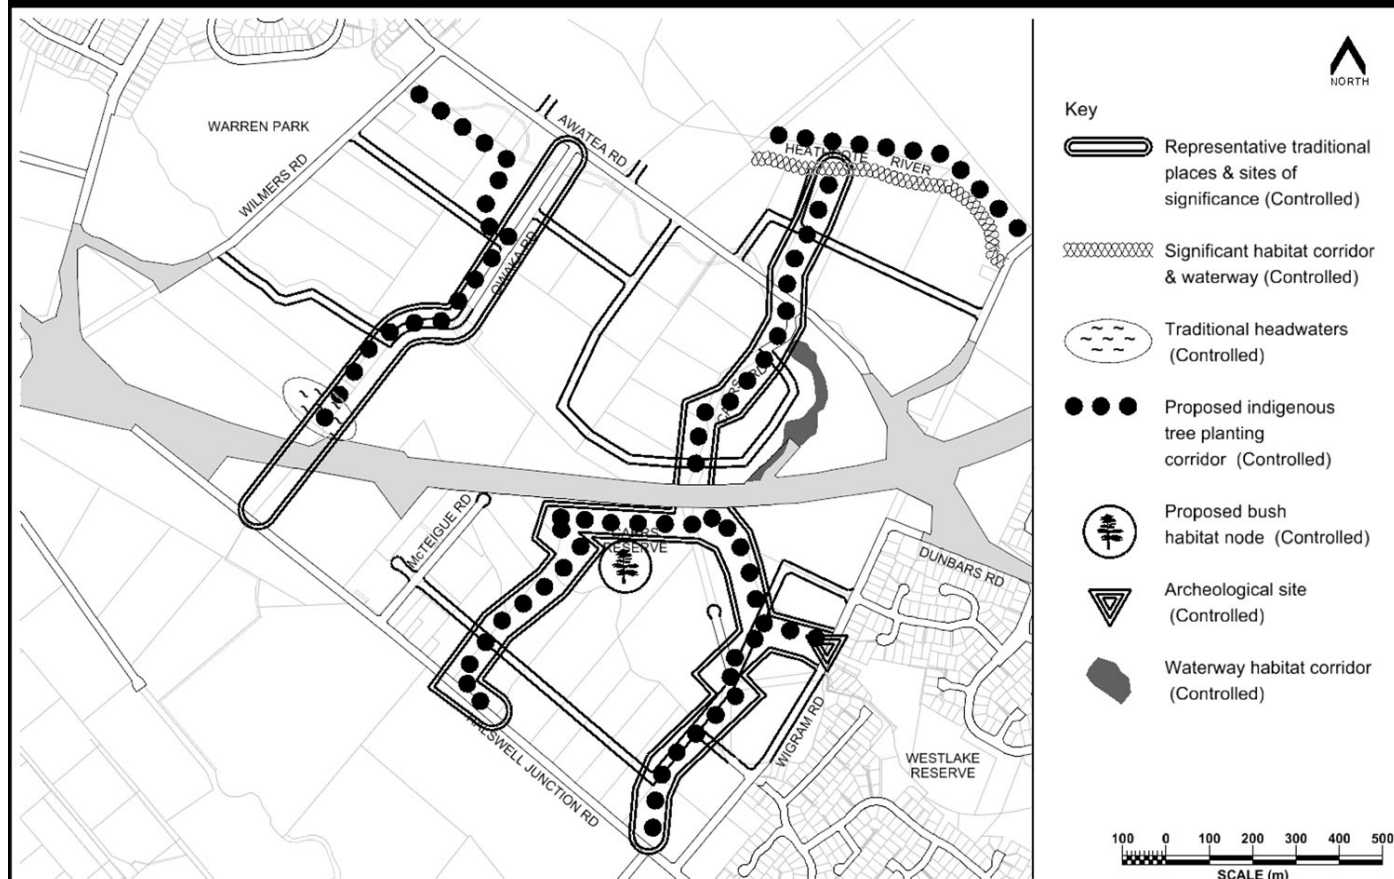 WARREN PARK
WILMERS RD
AWATEA RD
HEATHCOTE RIVER
OWAKA RD
CARRS RD
McTEIGUE RD
CARRS
RESERVE
DUNBARS RD
HALSWELL JUNCTION RD
WIGRAM RD
WESTLAKE
RESERVE
NORTH
Key
Representative traditional
places & sites of
significance (Controlled)
Significant habitat corridor
& waterway (Controlled)
Traditional headwaters
(Controlled)
Proposed indigenous
tree planting
corridor (Controlled)
Proposed bush
habitat node (Controlled)
Archeological site
(Controlled)
Waterway habitat corridor
(Controlled)
100 0 100 200 300 400 500
SCALE (m)